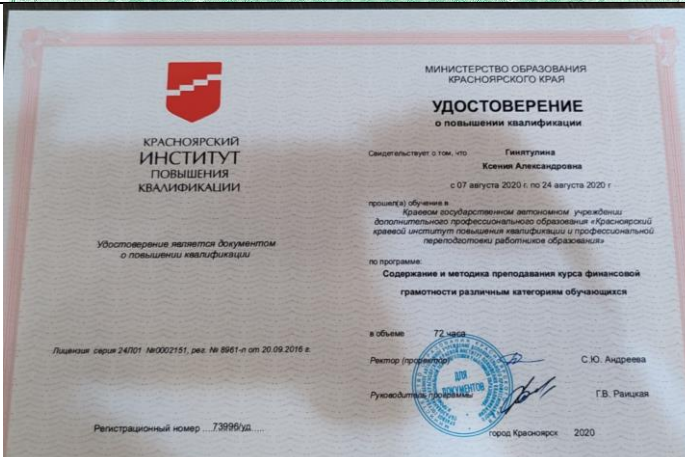 КРАСНОЯРСКИЙ
ИНСТИТУТ
ПОВЫШЕНИЯ
КВАЛИФИКАЦИИ
Удостоверение является документом
о повышении квалификации
Лицензия серия 24Л01 №0002151, рег. № 8961-л от 20.09.2016 г.
Регистрационный номер ....73996/уд.....
МИНИСТЕРСТВО ОБРАЗОВАНИЯ
КРАСНОЯРСКОГО КРАЯ
УДОСТОВЕРЕНИЕ
о повышении квалификации
Свидетельствует о том, что Гинятулина
Ксения Александровна
с 07 августа 2020 г. по 24 августа 2020 г
прошел(а) обучение в
Краевом государственном автономном учреждении
дополнительного профессионального образования «Красноярский
краевой институт повышения квалификации и профессиональной
переподготовки работников образования»
по программе:
Содержание и методика преподавания курса финансовой
грамотности различным категориям обучающихся
в объеме 72 часа
Ректор (проректор) С.Ю. Андреева
Руководитель программы Г.В. Раицкая
ДЛЯ
ДОКУМЕНТОВ
город Красноярск 2020